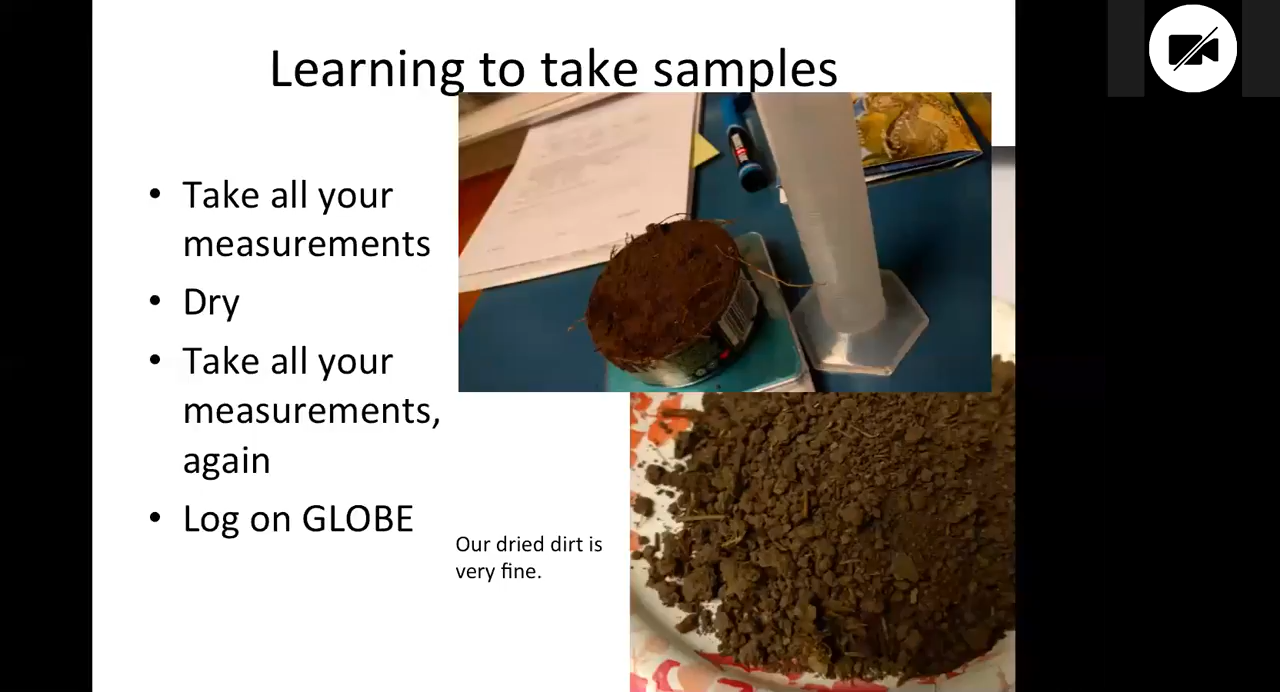 Learning to take samples
• Take all your
measurements
• Dry
• Take all your
measurements,
again
• Log on GLOBE
Our dried dirt is
very fine.